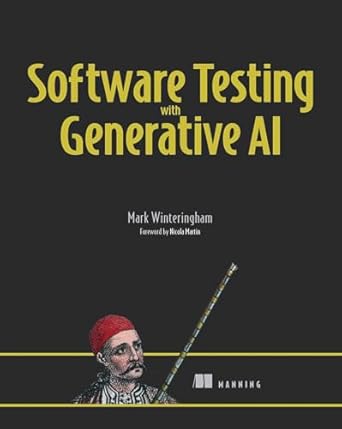 Software Testing
with
Generative AI
Mark Winteringham
Foreword by Nicola Martin
MANNING